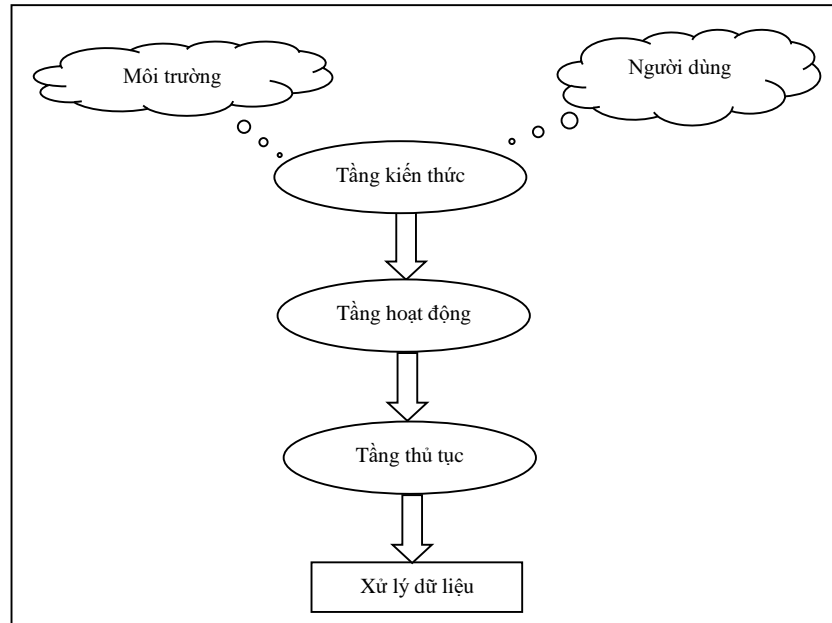 Môi trường
Người dùng
Tầng kiến thức
Tầng hoạt động
Tầng thủ tục
Xử lý dữ liệu